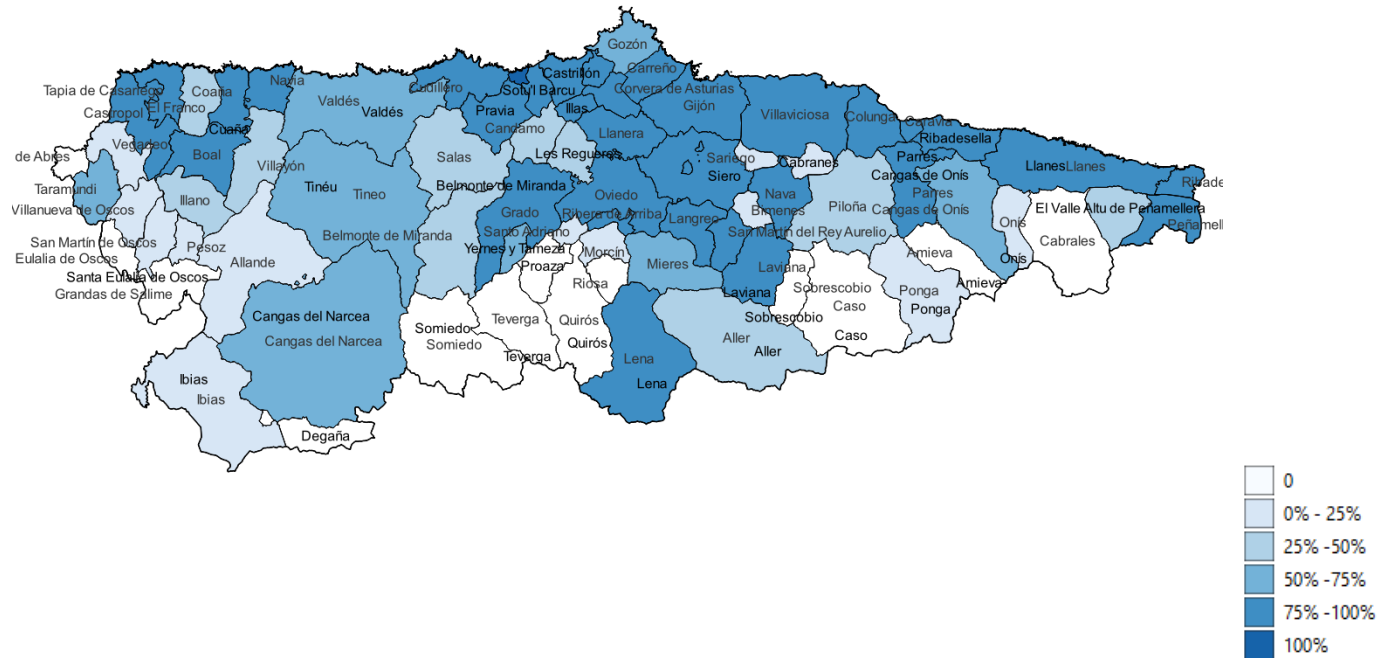 Gozón
Castrillón
Carreño
Navia
Cudillero
Tapia de Casariego
Coaña
Sotu'l Barcu
Corvera de Asturias
Valdés
Valdés
El Franco
Castropol
Pravia
Illas
Gijón
Villaviciosa
Colunga
Caravia
Cuaña
Candamo
Llanera
Ribadesella
Vegadeo
Boal
Villayón
Salas
Les Regueres
Sariego
Cabranes
Parres
de Abres
Siero
Cangas de Onís
Llanes
Llanes
Taramundi
Tinéu
Tineo
Belmonte de Miranda
Oviedo
Nava
Parres
Ribade
Villanueva de Oscos
Illano
Grado
Ribera de Arriba
Langreo
Bimenes
Piloña
Cangas de Onís
Onís
El Valle Altu de Peñamellera
Peñamell
Belmonte de Miranda
Santo Adriano
San Martín del Rey Aurelio
San Martín de Oscos
Pesoz
Yernes y Tameza
Morcín
Cabrales
Eulalia de Oscos
Allande
Proaza
Mieres
Laviana
Amieva
Onís
Santa Eulalia de Oscos
Riosa
Laviana
Sobrescobio
Ponga
Amieva
Grandas de Salime
Caso
Ponga
Cangas del Narcea
Teverga
Quirós
Sobrescobio
Cangas del Narcea
Somiedo
Somiedo
Quirós
Aller
Aller
Caso
Teverga
Lena
Lena
Ibias
Ibias
Degaña
0
0% - 25%
25% -50%
50% -75%
75% -100%
100%